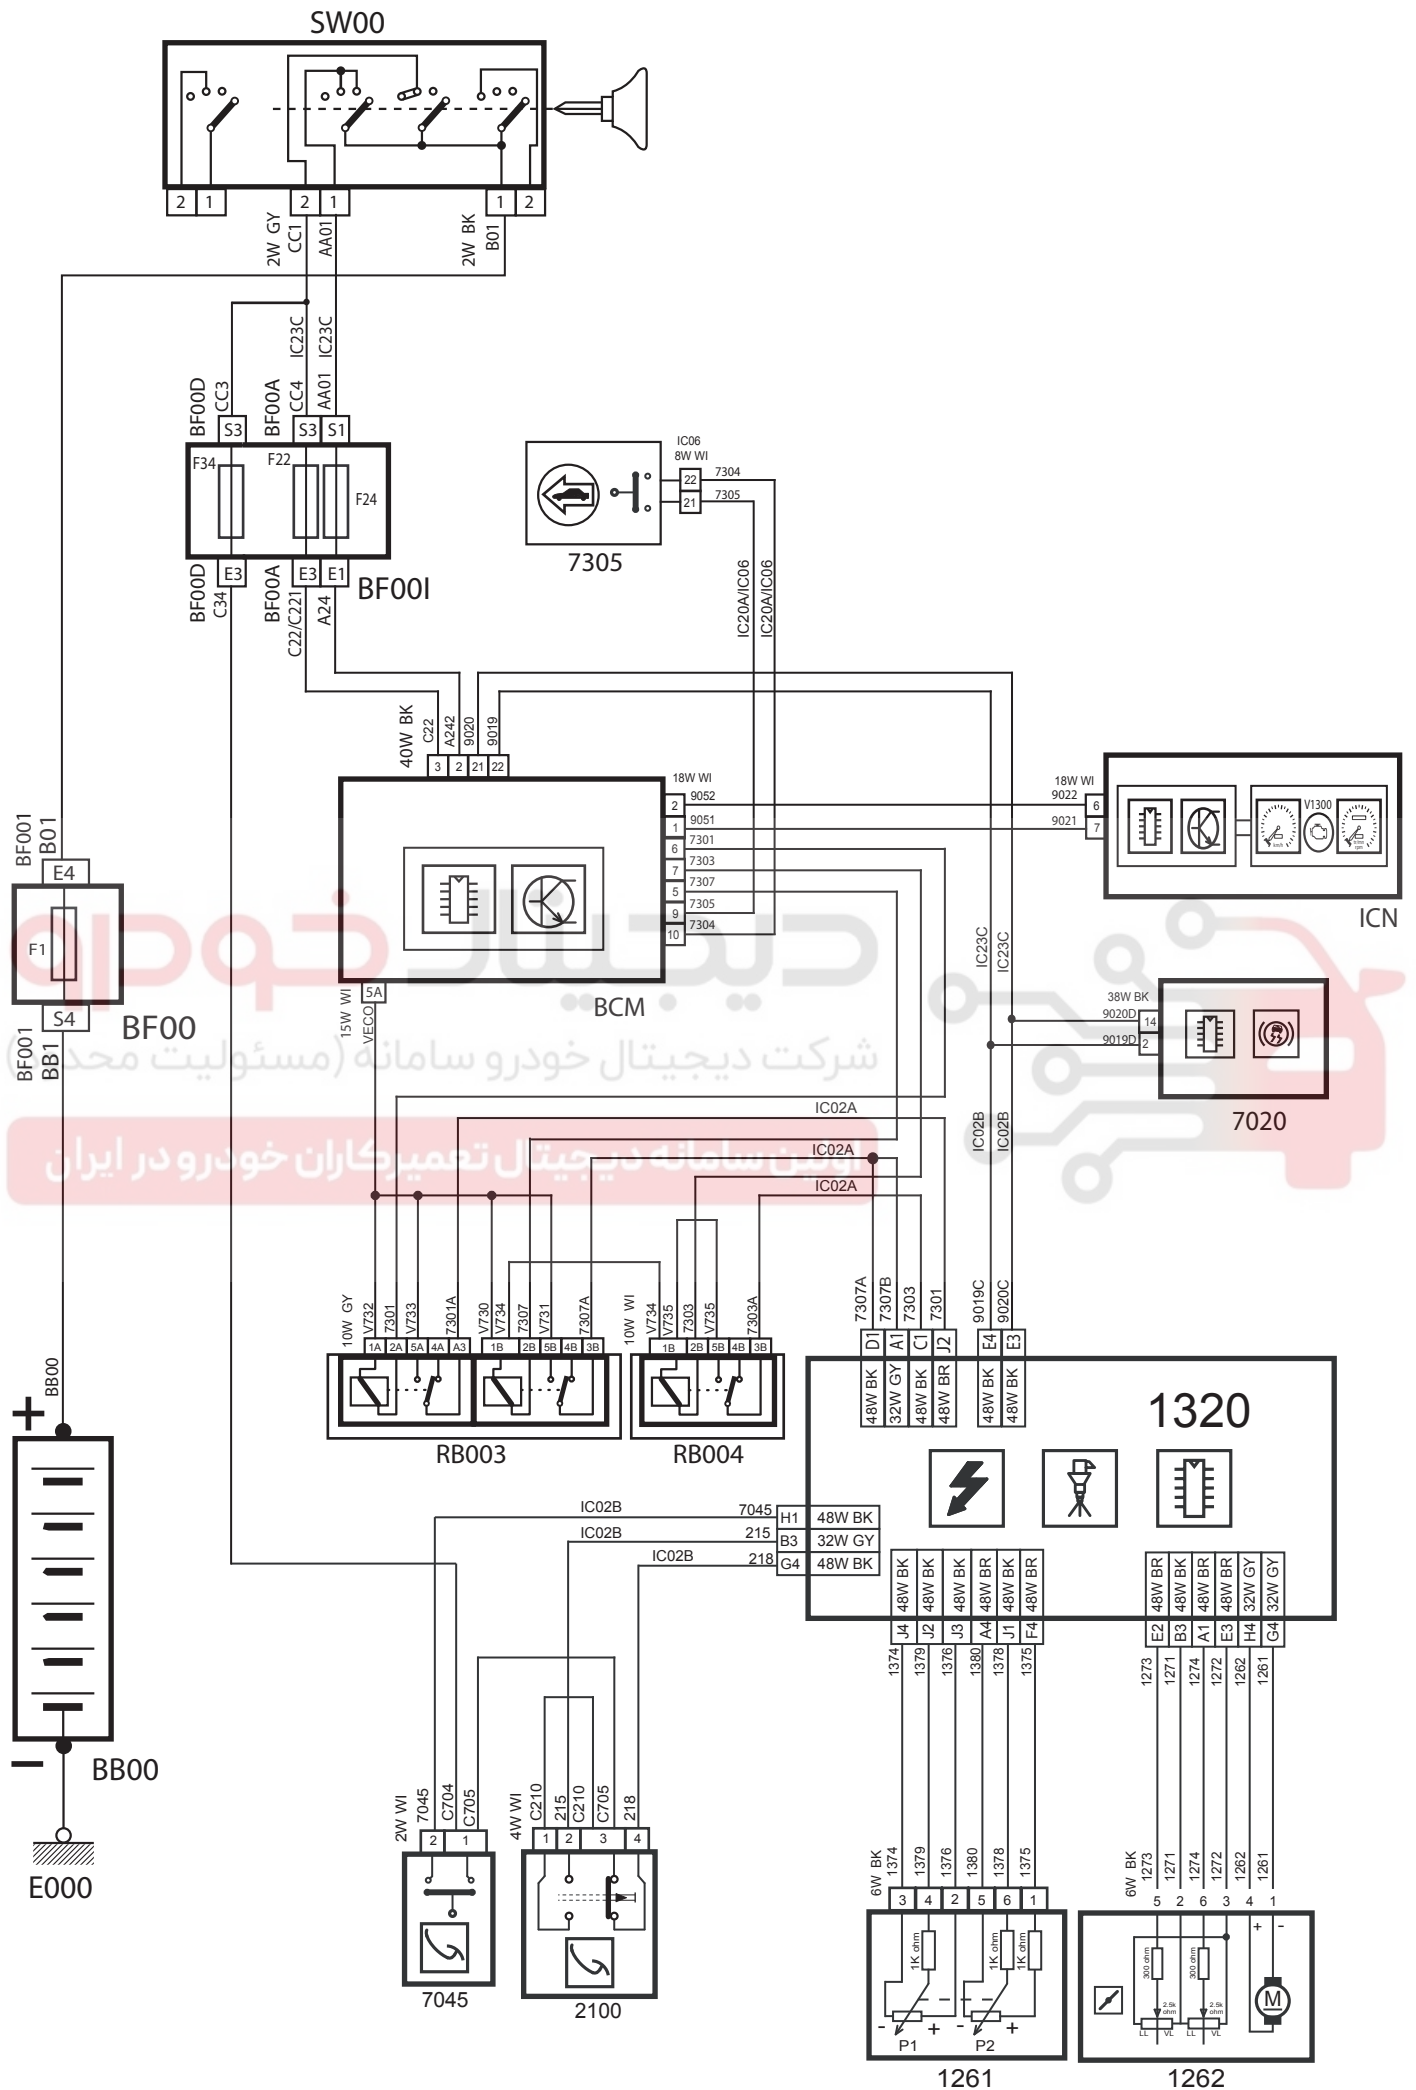 SW00
2 1 2 1 1 2
2W GY
CC1
AA01
2W BK
B01
IC23C
IC23C
BF00D
CC3
BF00A
CC4
AA01
S3 S3 S1
F34
F22
F24
E3 E3 E1
BF00I
BF00D
C34
BF00A
C22/C221
A24
IC06
8W WI
22 7304
21 7305
7305
IC20A/IC06
IC20A/IC06
40W BK
C22
A242
9020
9019
3 2 21 22
18W WI
2 9052
1 9051
6 7301
7 7303
5 7307
9 7305
10 7304
BCM
15W WI
5A
VECO
18W WI
9022 6
9021 7
V1300
km/h
ICN
BF001
B01
E4
F1
S4
BF00
BF001
BB1
دیجیتال خودرو
شرکت دیجیتال خودرو سامانه (مسئولیت محدود)
اولین سامانه دیجیتال تعمیرکاران خودرو در ایران
IC23C
IC23C
38W BK
9020D 14
9019D 2
7020
IC02B
IC02B
IC02A
IC02A
IC02A
10W GY
V732
7301
V733
7301A
V730
V734
7307
V731
7307A
1A 2A 5A 4A A3 1B 2B 5B 4B 3B
RB003
10W WI
V734
V735
7303
V735
7303A
1B 2B 5B 4B 3B
RB004
7307A
7307B
7303
7301
9019C
9020C
D1 A1 C1 J2 E4 E3
48W BK
32W GY
48W BK
48W BR
48W BK
48W BK
1320
BB00
+
−
BB00
E000
IC02B 7045 H1 48W BK
IC02B 215 B3 32W GY
IC02B 218 G4 48W BK
48W BK
48W BK
48W BK
48W BR
48W BK
48W BR
J4 J2 J3 A4 J1 F4
1374
1379
1376
1380
1378
1375
48W BR
48W BK
48W BR
48W BR
32W GY
32W GY
E2 B3 A1 E3 H4 G4
1273
1271
1274
1272
1262
1261
2W WI
7045
C704
C705
2 1
7045
4W WI
C210
215
C210
C705
218
1 2 3 4
2100
6W BK
1374
1379
1376
1380
1378
1375
3 4 2 5 6 1
1K ohm
1K ohm
1K ohm
- + - +
P1 P2
1261
6W BK
1273
1271
1274
1272
1262
1261
5 2 6 3 4 1
+ -
300 ohm
300 ohm
2.5k ohm
2.5k ohm
LL VL LL VL
M
1262